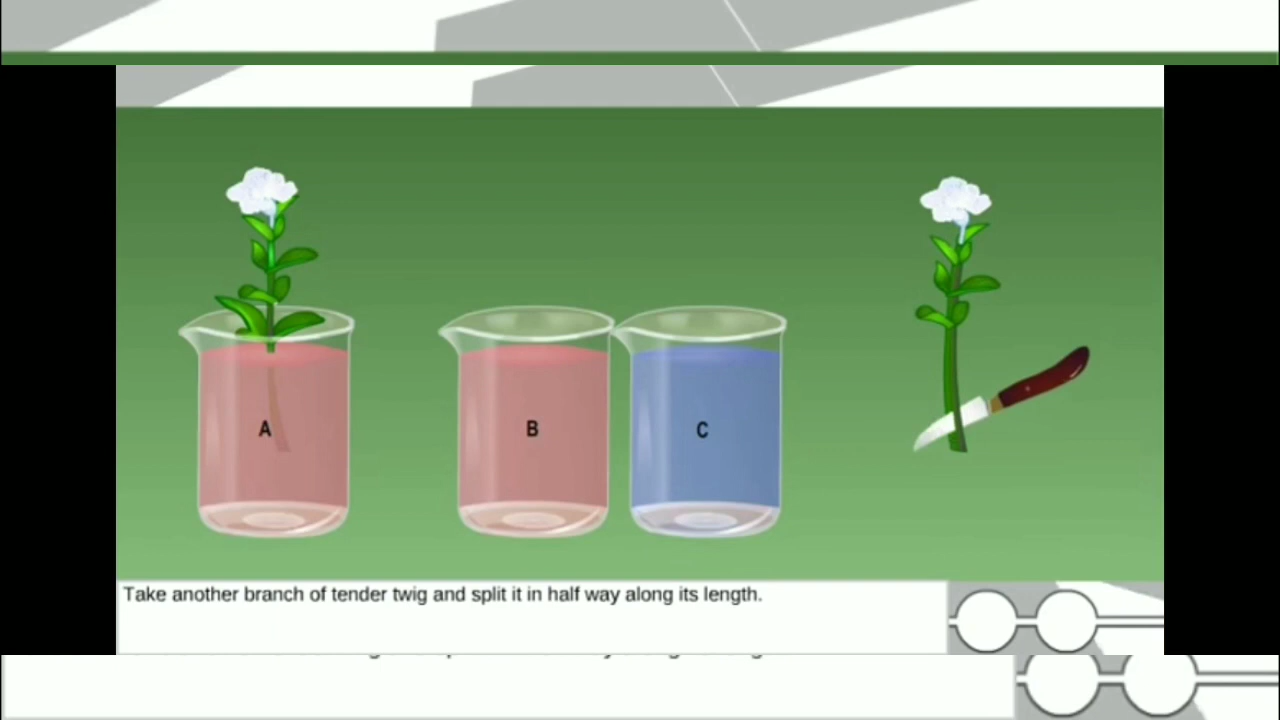 A
B
C
Take another branch of tender twig and split it in half way along its length.